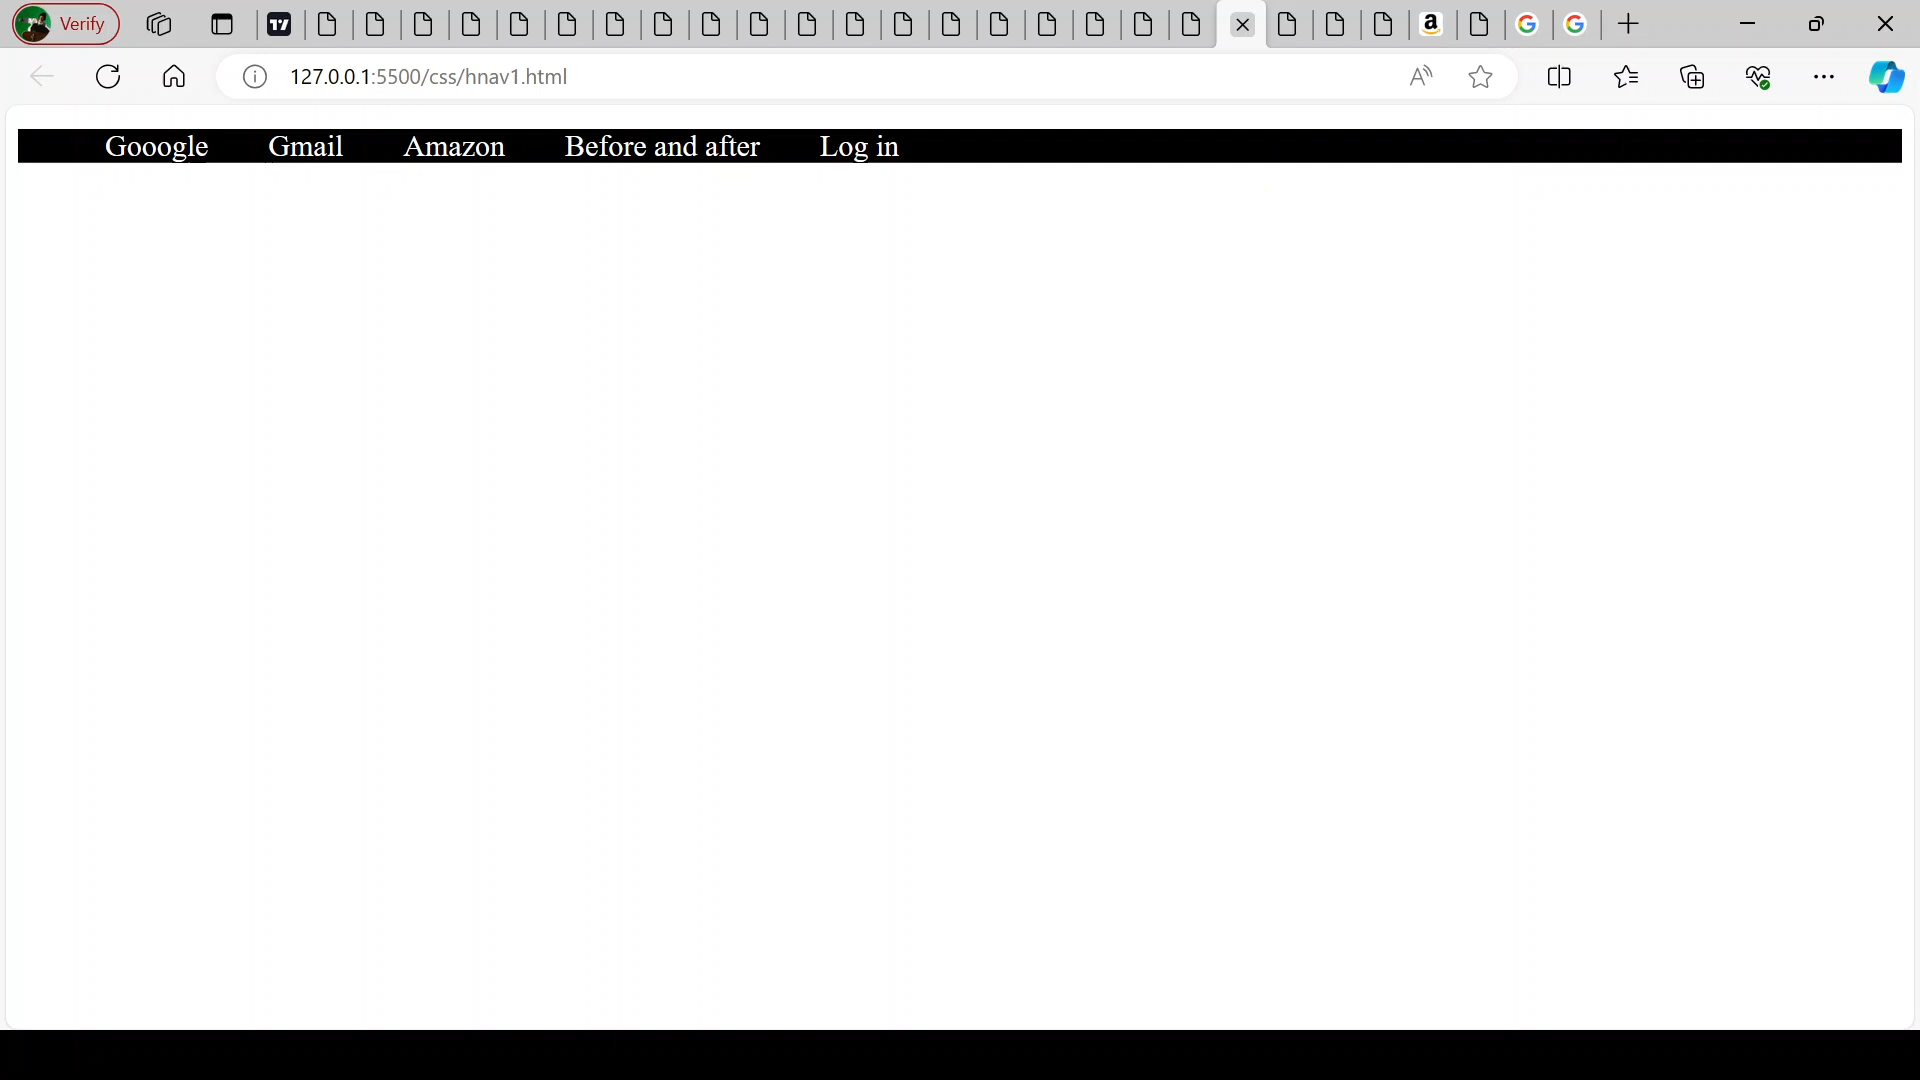 Verify
127.0.0.1:5500/css/hnav1.html
Gooogle Gmail Amazon Before and after Log in